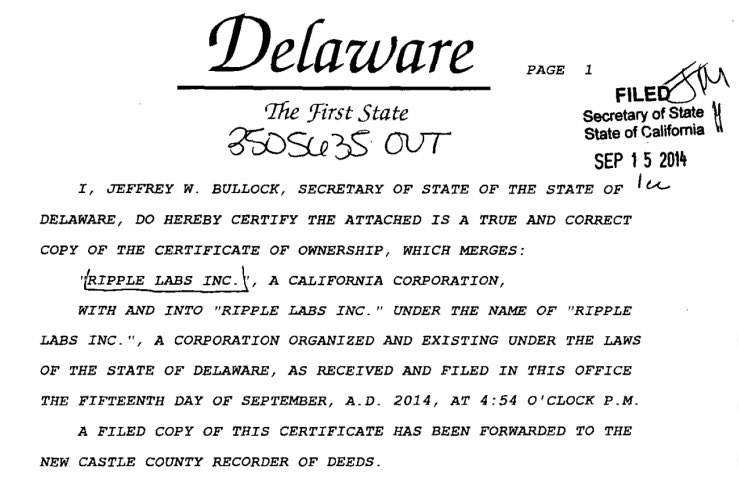 Delaware
PAGE 1
The First State
FILED
Secretary of State
State of California
SEP 15 2014
3505635 OUT
I, JEFFREY W. BULLOCK, SECRETARY OF STATE OF THE STATE OF
DELAWARE, DO HEREBY CERTIFY THE ATTACHED IS A TRUE AND CORRECT
COPY OF THE CERTIFICATE OF OWNERSHIP, WHICH MERGES:
"RIPPLE LABS INC.", A CALIFORNIA CORPORATION,
WITH AND INTO "RIPPLE LABS INC." UNDER THE NAME OF "RIPPLE
LABS INC.", A CORPORATION ORGANIZED AND EXISTING UNDER THE LAWS
OF THE STATE OF DELAWARE, AS RECEIVED AND FILED IN THIS OFFICE
THE FIFTEENTH DAY OF SEPTEMBER, A.D. 2014, AT 4:54 O'CLOCK P.M.
A FILED COPY OF THIS CERTIFICATE HAS BEEN FORWARDED TO THE
NEW CASTLE COUNTY RECORDER OF DEEDS.